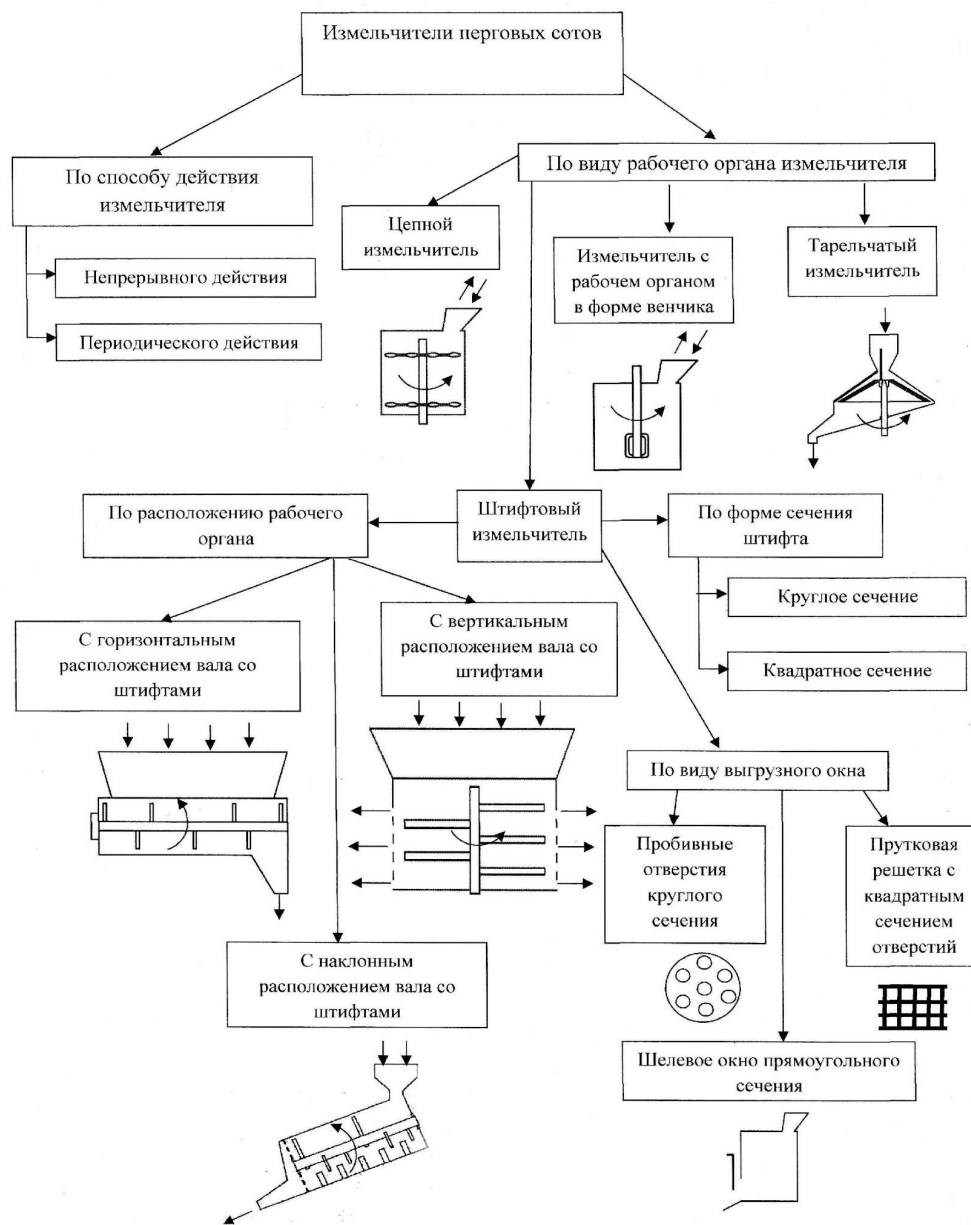 Измельчители перговых сотов
По способу действия
измельчителя
Непрерывного действия
Периодического действия
По виду рабочего органа измельчителя
Цепной
измельчитель
Измельчитель с
рабочем органом
в форме венчика
Тарельчатый
измельчитель
По расположению рабочего
органа
Штифтовый
измельчитель
По форме сечения
штифта
Круглое сечение
Квадратное сечение
С горизонтальным
расположением вала со
штифтами
С вертикальным
расположением вала со
штифтами
С наклонным
расположением вала со
штифтами
По виду выгрузного окна
Пробивные
отверстия
круглого
сечения
Прутковая
решетка с
квадратным
сечением
отверстий
Шелевое окно прямоугольного
сечения